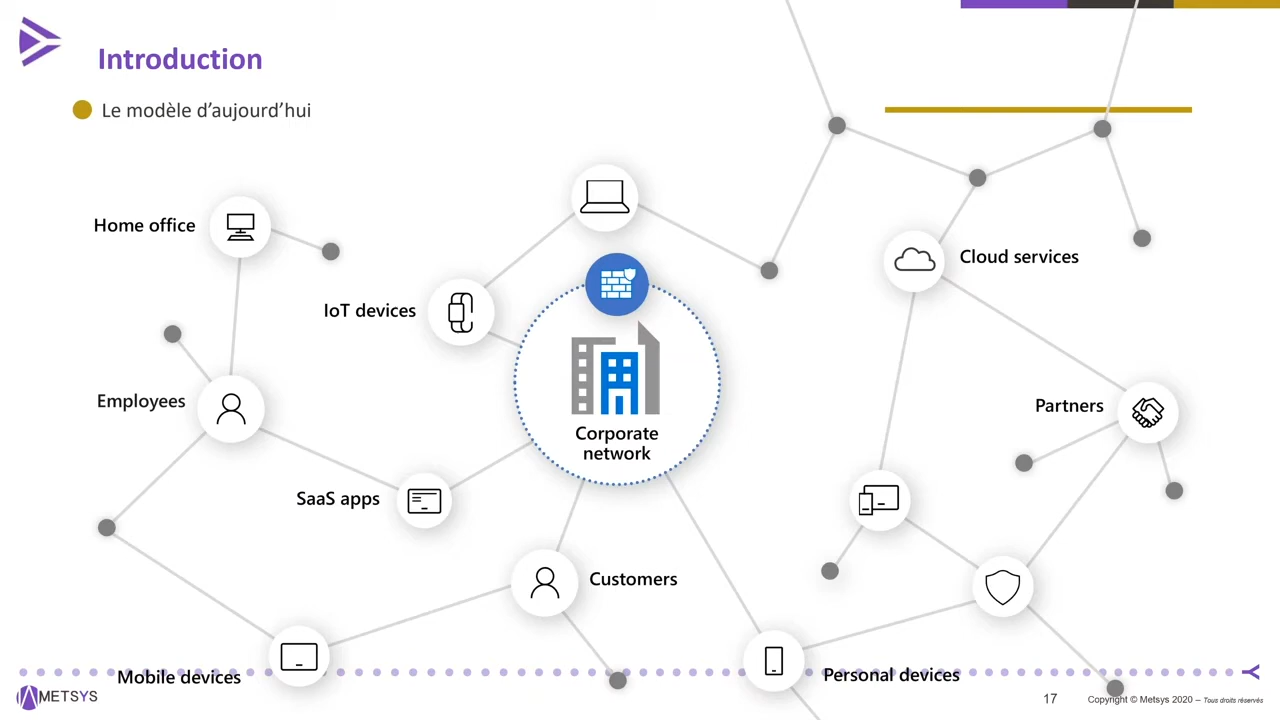 Introduction
Le modèle d’aujourd’hui
Home office
Cloud services
IoT devices
Employees
Partners
Corporate
network
SaaS apps
Customers
Mobile devices
Personal devices
METSYS
17
Copyright © Metsys 2020 – Tous droits réservés